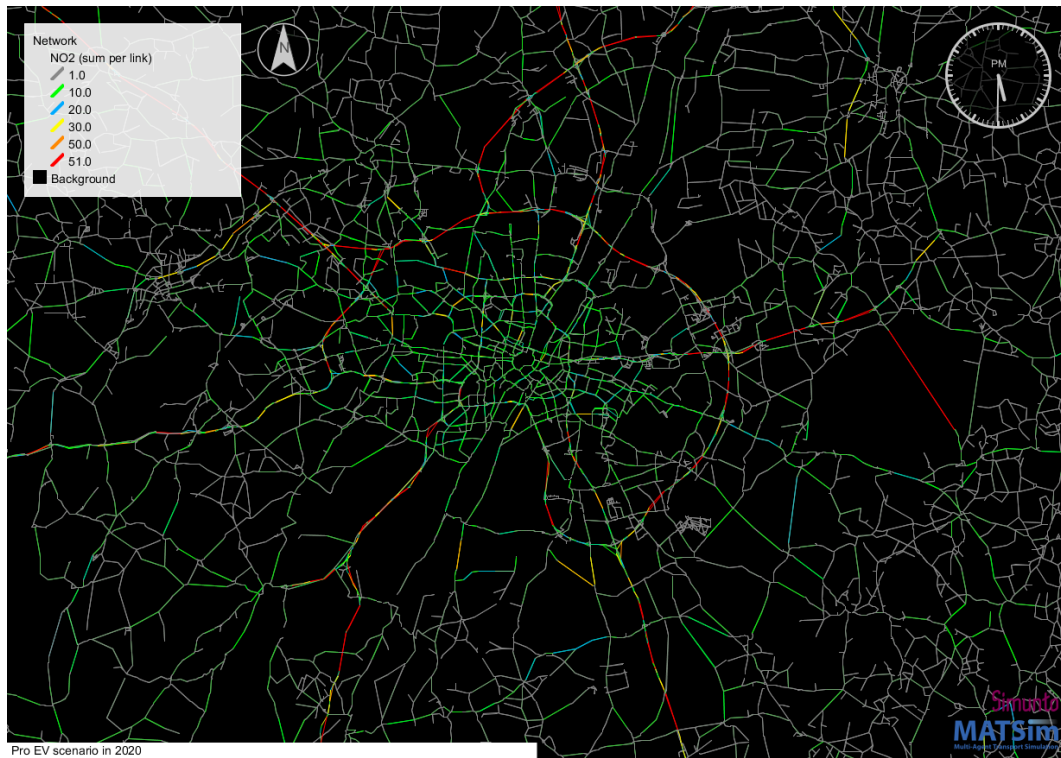 Network
NO2 (sum per link)
1.0
10.0
20.0
30.0
50.0
51.0
Background
N
PM
Simunto
MATSim
Multi-Agent Transport Simulation
Pro EV scenario in 2020